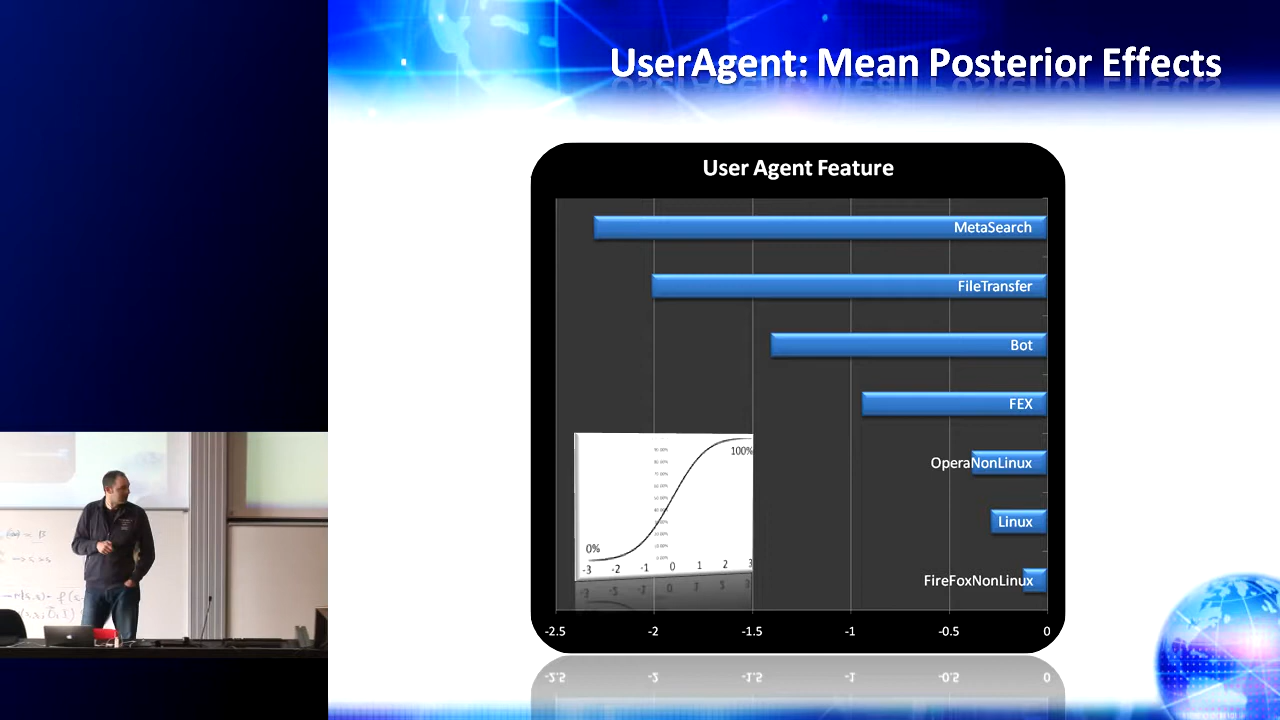 UserAgent: Mean Posterior Effects
User Agent Feature
MetaSearch
FileTransfer
Bot
FEX
OperaNonLinux
Linux
FireFoxNonLinux
100%
0%
-3 -2 -1 0 1 2 3
-2.5 -2 -1.5 -1 -0.5 0